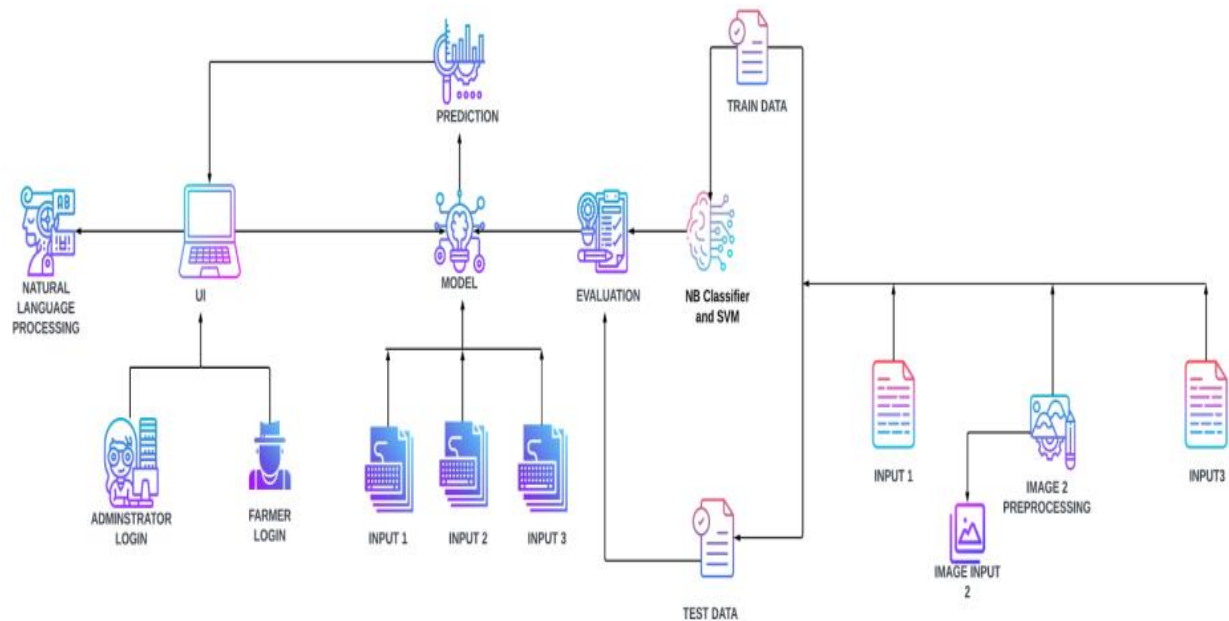 PREDICTION
TRAIN DATA
NATURAL
LANGUAGE
PROCESSING
UI
MODEL
EVALUATION
NB Classifier
and SVM
ADMINSTRATOR
LOGIN
FARMER
LOGIN
INPUT 1
INPUT 2
INPUT 3
TEST DATA
INPUT 1
IMAGE 2
PREPROCESSING
INPUT3
IMAGE INPUT
2